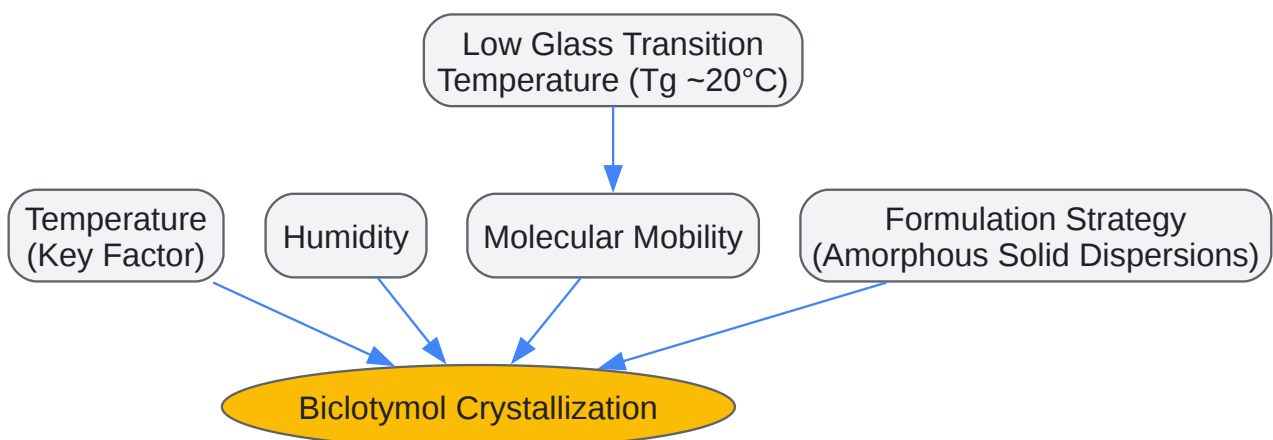 Low Glass Transition
Temperature (Tg ~20°C)
Temperature
(Key Factor)
Humidity
Molecular Mobility
Formulation Strategy
(Amorphous Solid Dispersions)
Biclotymol Crystallization